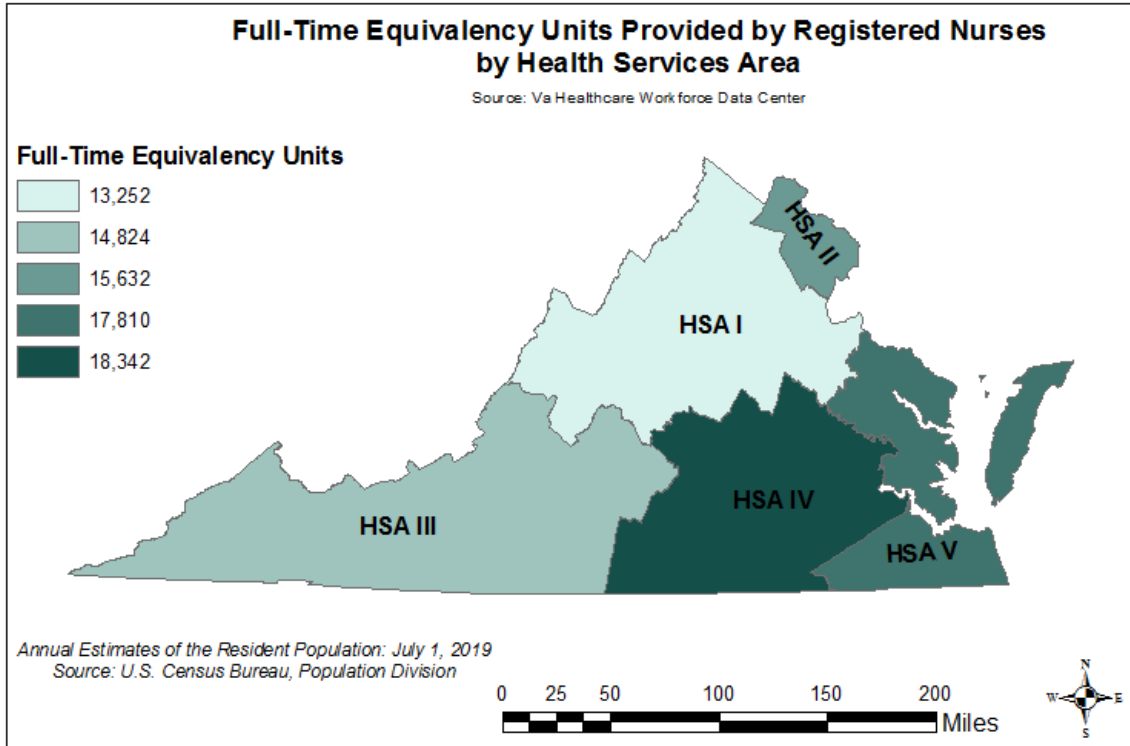 Full-Time Equivalency Units Provided by Registered Nurses
by Health Services Area
Source: Va Healthcare Workforce Data Center
Full-Time Equivalency Units
13,252
14,824
15,632
17,810
18,342
HSA II
HSA I
HSA IV
HSA III
HSA V
Annual Estimates of the Resident Population: July 1, 2019
Source: U.S. Census Bureau, Population Division
0 25 50 100 150 200
Miles
N
W E
S